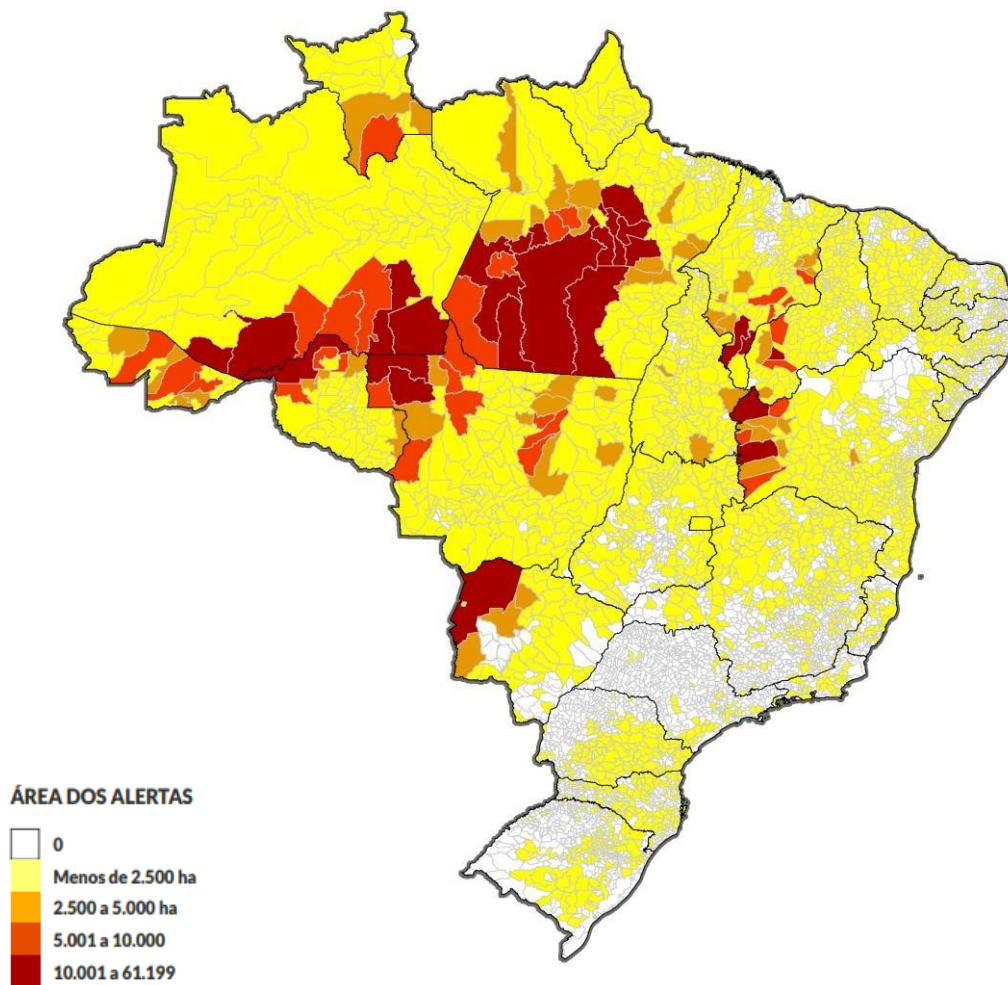 ÁREA DOS ALERTAS
0
Menos de 2.500 ha
2.500 a 5.000 ha
5.001 a 10.000
10.001 a 61.199